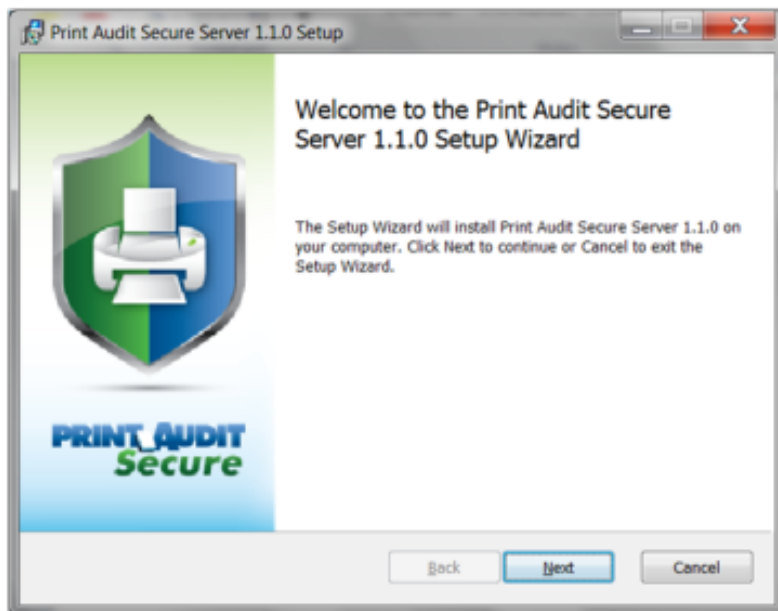 Print Audit Secure Server 1.1.0 Setup
Welcome to the Print Audit Secure
Server 1.1.0 Setup Wizard
The Setup Wizard will install Print Audit Secure Server 1.1.0 on
your computer. Click Next to continue or Cancel to exit the
Setup Wizard.
PRINT AUDIT
Secure
Back
Next
Cancel